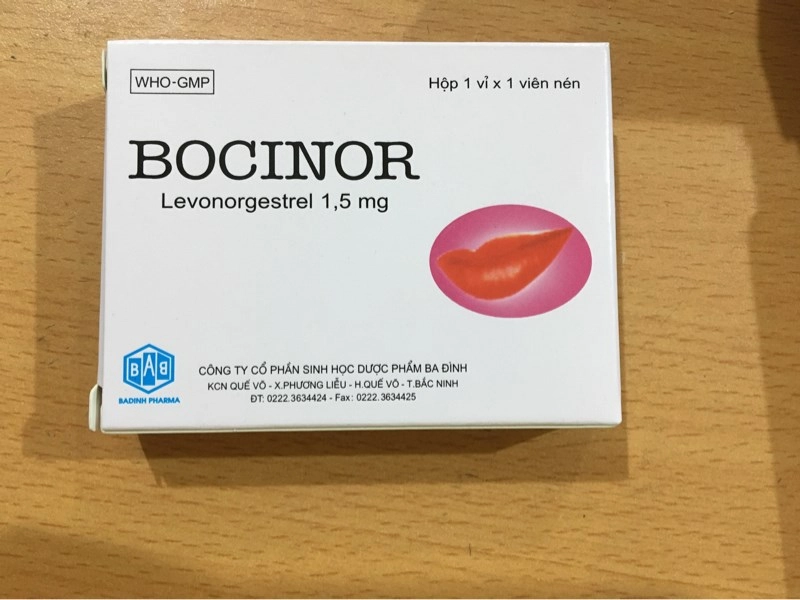 WHO-GMP
Hộp 1 vỉ x 1 viên nén
BOCINOR
Levonorgestrel 1,5 mg
BAB
BADINH PHARMA
CÔNG TY CỔ PHẦN SINH HỌC DƯỢC PHẨM BA ĐÌNH
KCN QUẾ VÕ - X.PHƯƠNG LIỄU - H.QUẾ VÕ - T.BẮC NINH
ĐT: 0222.3634424 - Fax: 0222.3634425